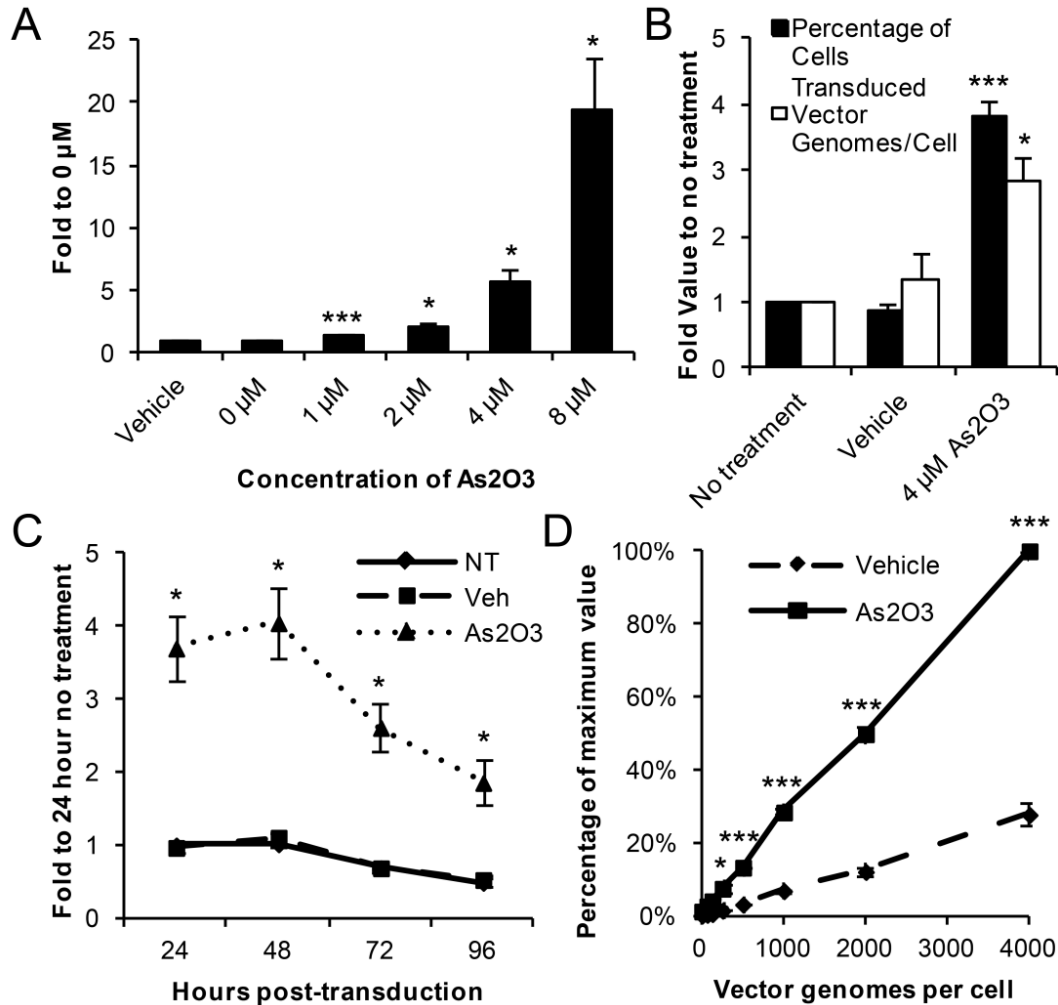 A
Fold to 0 µM
25
20
15
10
5
0
***
*
*
*
Vehicle
0 µM
1 µM
2 µM
4 µM
8 µM
Concentration of As2O3
B
Fold Value to no treatment
5
4
3
2
1
0
Percentage of
Cells
Transduced
Vector
Genomes/Cell
***
*
No treatment
Vehicle
4 µM As2O3
C
Fold to 24 hour no treatment
5
4
3
2
1
0
NT
Veh
As2O3
*
*
*
*
24
48
72
96
Hours post-transduction
D
Percentage of maximum value
100%
80%
60%
40%
20%
0%
Vehicle
As2O3
*
***
***
***
***
0
1000
2000
3000
4000
Vector genomes per cell